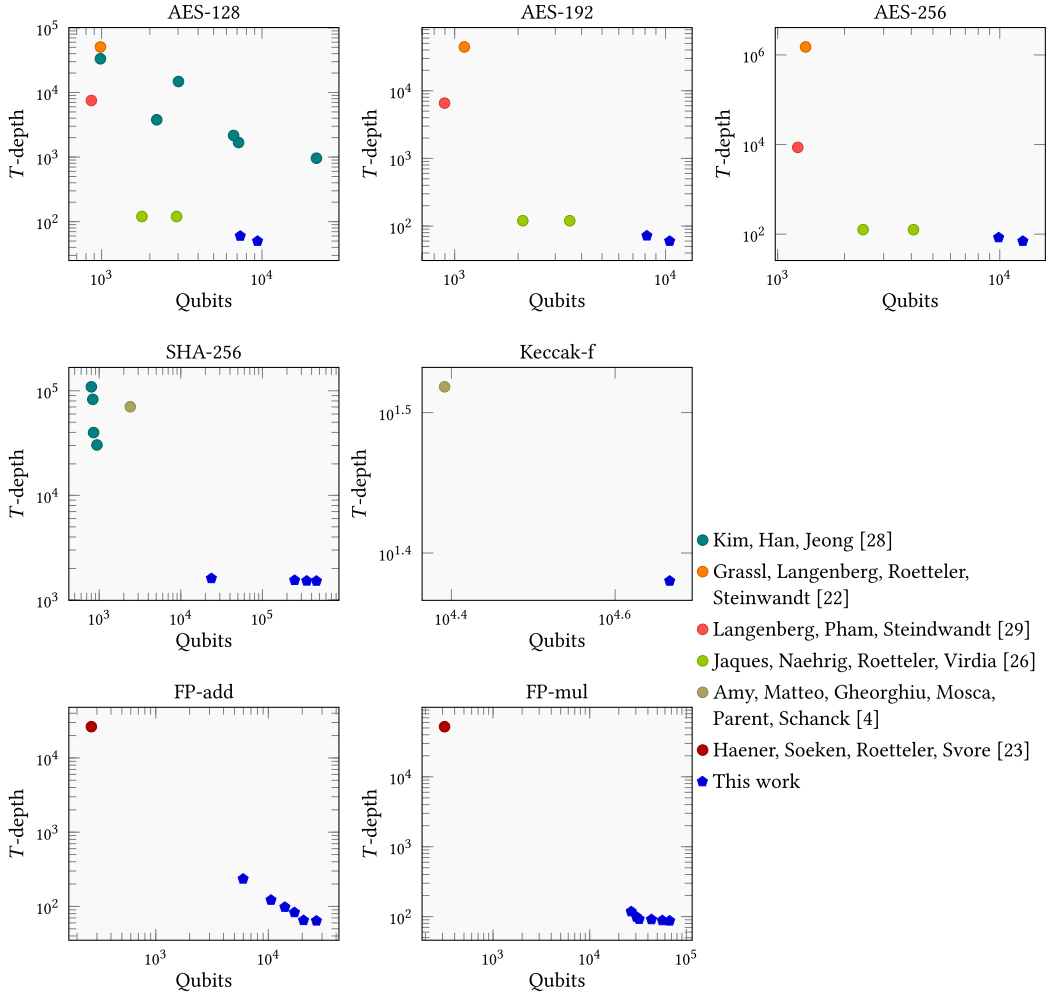 AES-128
AES-192
AES-256
T-depth
10^5
10^4
10^3
10^2
10^3
10^4
Qubits
T-depth
10^4
10^3
10^2
10^3
10^4
Qubits
T-depth
10^6
10^4
10^2
10^3
10^4
Qubits
SHA-256
Keccak-f
T-depth
10^5
10^4
10^3
10^3
10^4
10^5
Qubits
T-depth
10^1.5
10^1.4
10^4.4
10^4.6
Qubits
Kim, Han, Jeong [28]
Grassl, Langenberg, Roetteler,
Steinwandt [22]
Langenberg, Pham, Steindwandt [29]
Jaques, Naehrig, Roetteler, Virdia [26]
Amy, Matteo, Gheorghiu, Mosca,
Parent, Schanck [4]
Haener, Soeken, Roetteler, Svore [23]
This work
FP-add
FP-mul
T-depth
10^4
10^3
10^2
10^3
10^4
Qubits
T-depth
10^4
10^3
10^2
10^3
10^4
10^5
Qubits